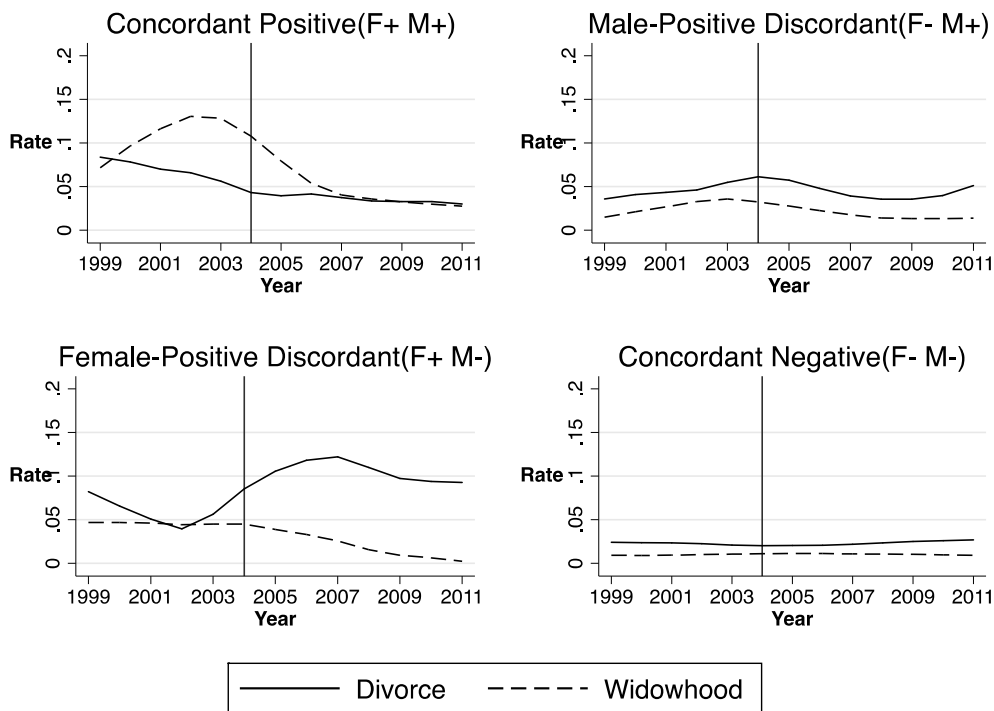 Concordant Positive(F+ M+)
.2
.15
Rate .1
.05
0
1999 2001 2003 2005 2007 2009 2011
Year
Male-Positive Discordant(F- M+)
.2
.15
Rate .1
.05
0
1999 2001 2003 2005 2007 2009 2011
Year
Female-Positive Discordant(F+ M-)
.2
.15
Rate .1
.05
0
1999 2001 2003 2005 2007 2009 2011
Year
Concordant Negative(F- M-)
.2
.15
Rate .1
.05
0
1999 2001 2003 2005 2007 2009 2011
Year
Divorce Widowhood